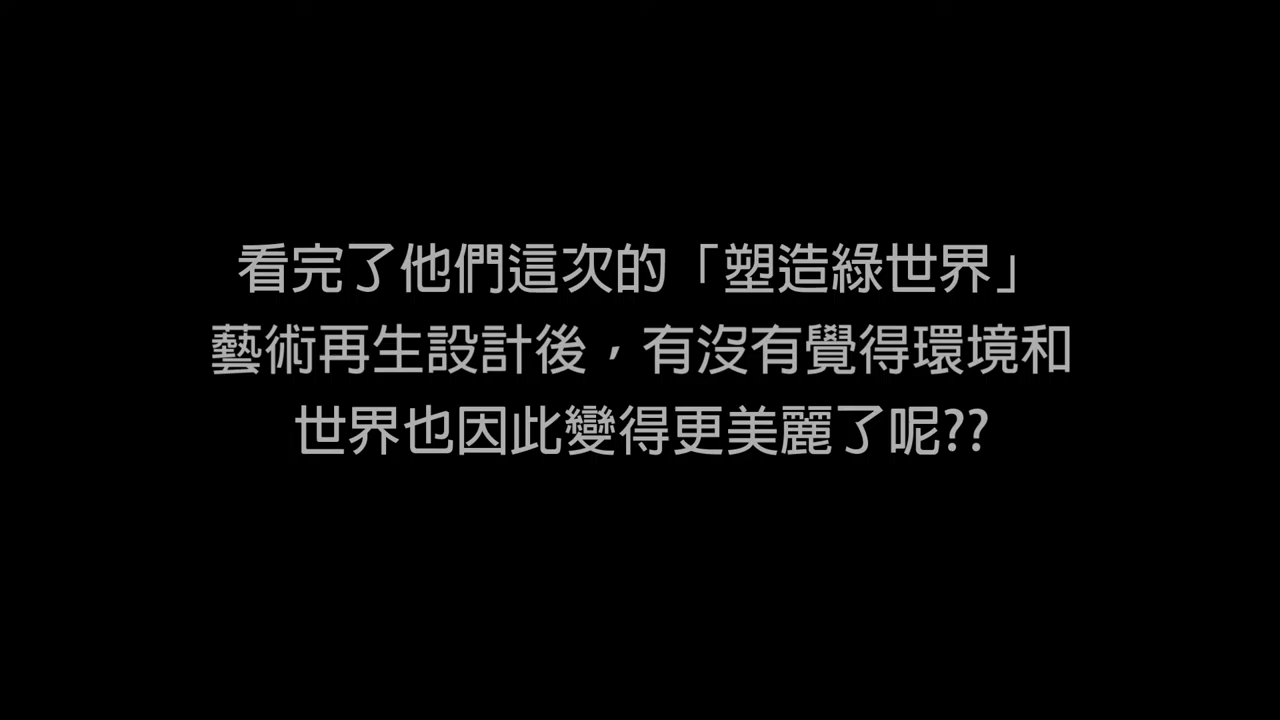 看完了他們這次的「塑造綠世界」
藝術再生設計後，有沒有覺得環境和
世界也因此變得更美麗了呢??